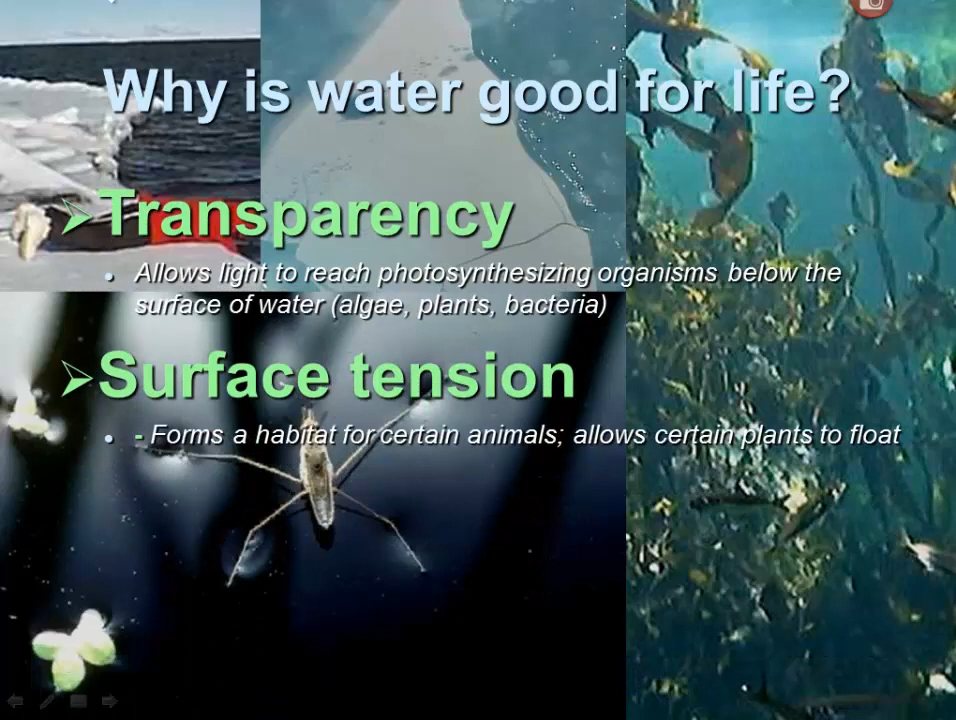 Why is water good for life?
Transparency
Allows light to reach photosynthesizing organisms below the
surface of water (algae, plants, bacteria)
Surface tension
- Forms a habitat for certain animals; allows certain plants to float